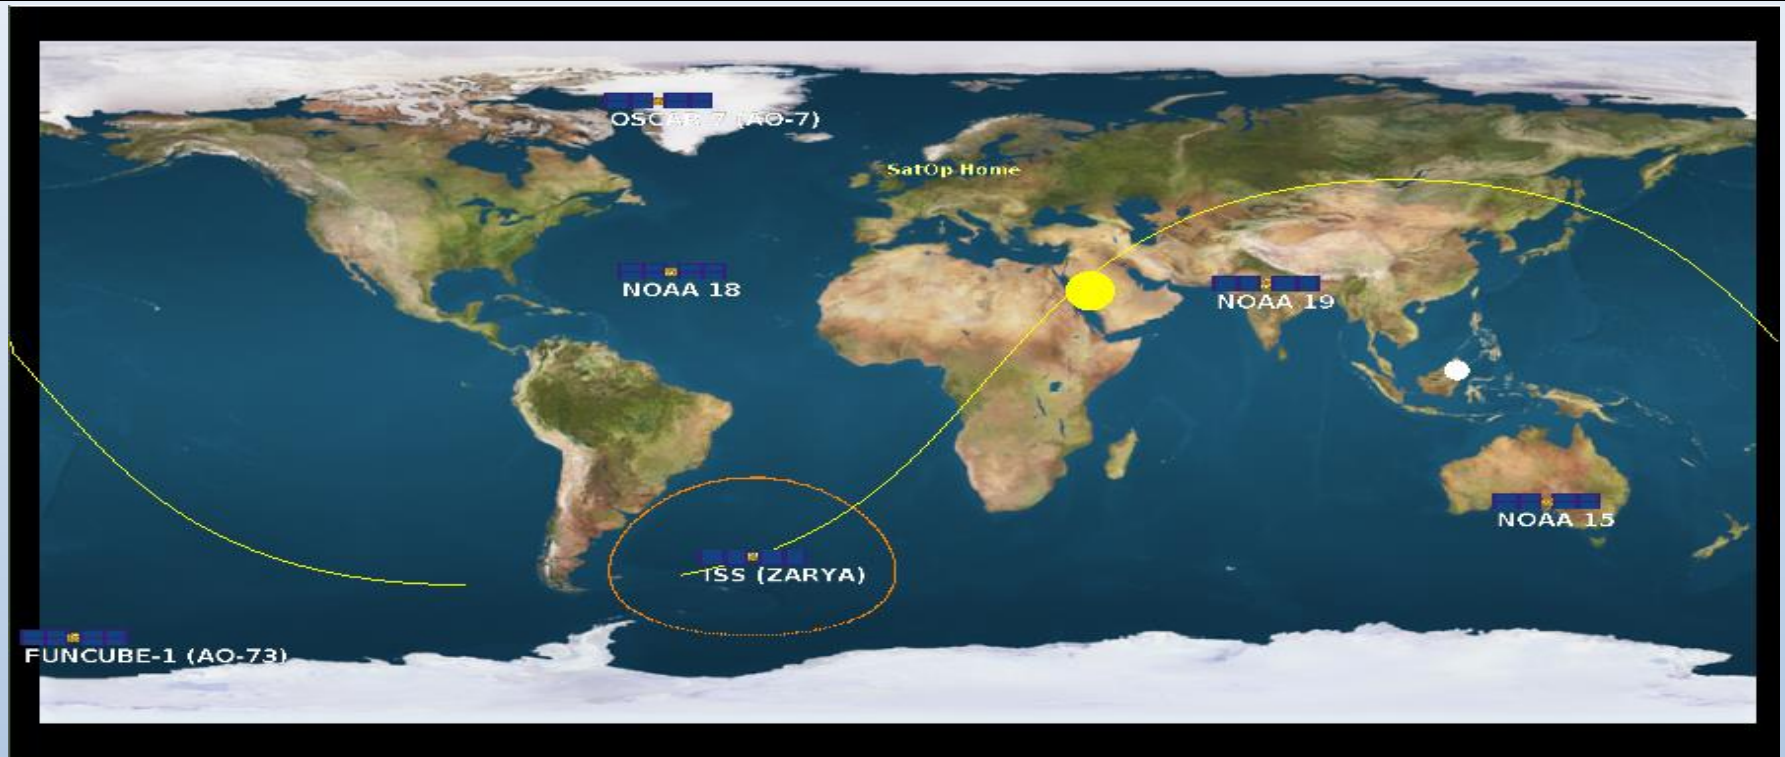 OSCAR 7 (AO-7)
SatOp Home
NOAA 18
NOAA 19
NOAA 15
ISS (ZARYA)
FUNCUBE-1 (AO-73)